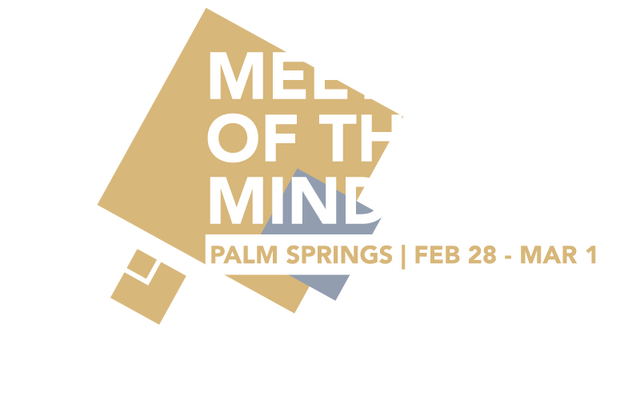 MEE
OF TH
MIND
PALM SPRINGS | FEB 28 - MAR 1